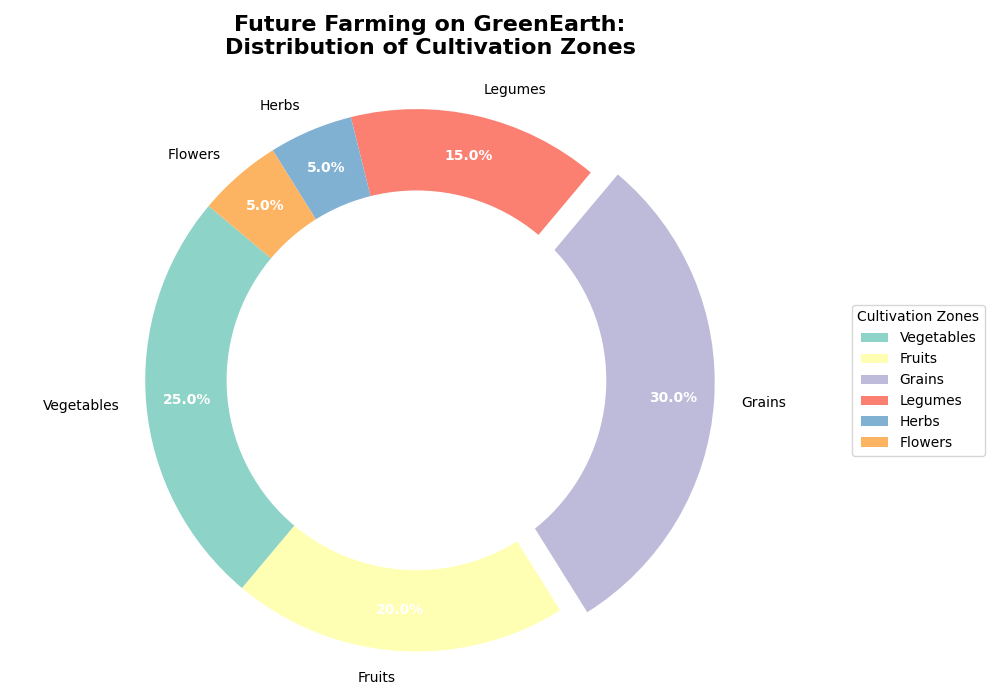 Future Farming on GreenEarth:
Distribution of Cultivation Zones
Legumes
Herbs
Flowers
15.0%
5.0%
5.0%
Vegetables
25.0%
30.0%
Grains
20.0%
Fruits
Cultivation Zones
Vegetables
Fruits
Grains
Legumes
Herbs
Flowers